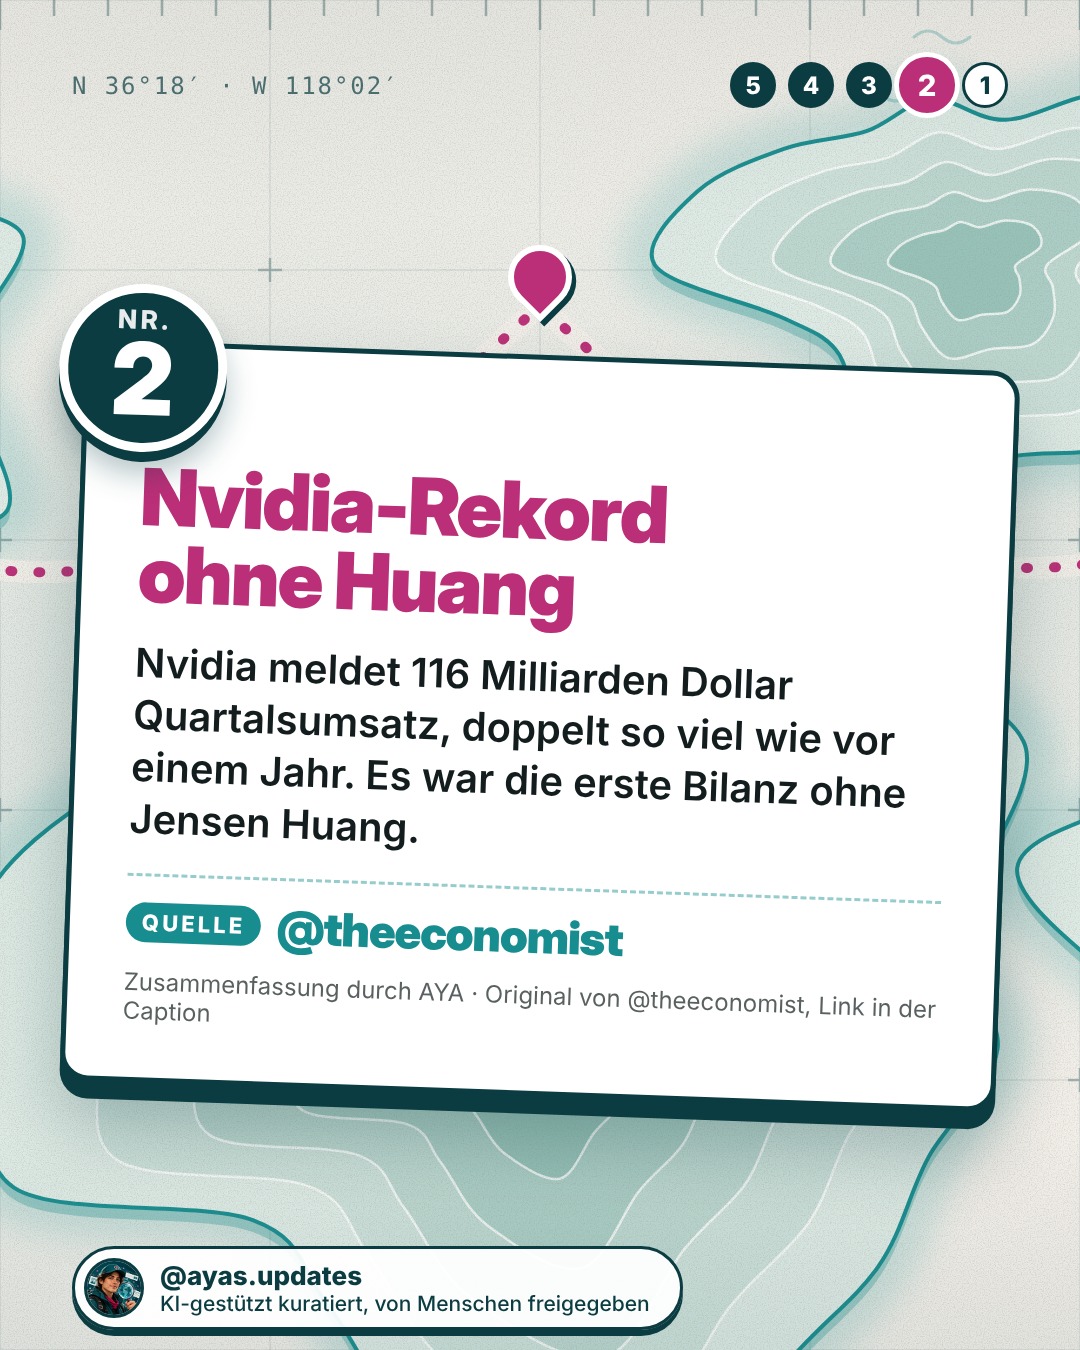 N 36°18′ · W 118°02′
5 4 3 2 1
NR.
2
Nvidia-Rekord
ohne Huang
Nvidia meldet 116 Milliarden Dollar
Quartalsumsatz, doppelt so viel wie vor
einem Jahr. Es war die erste Bilanz ohne
Jensen Huang.
QUELLE @theeconomist
Zusammenfassung durch AYA · Original von @theeconomist, Link in der
Caption
@ayas.updates
KI-gestützt kuratiert, von Menschen freigegeben